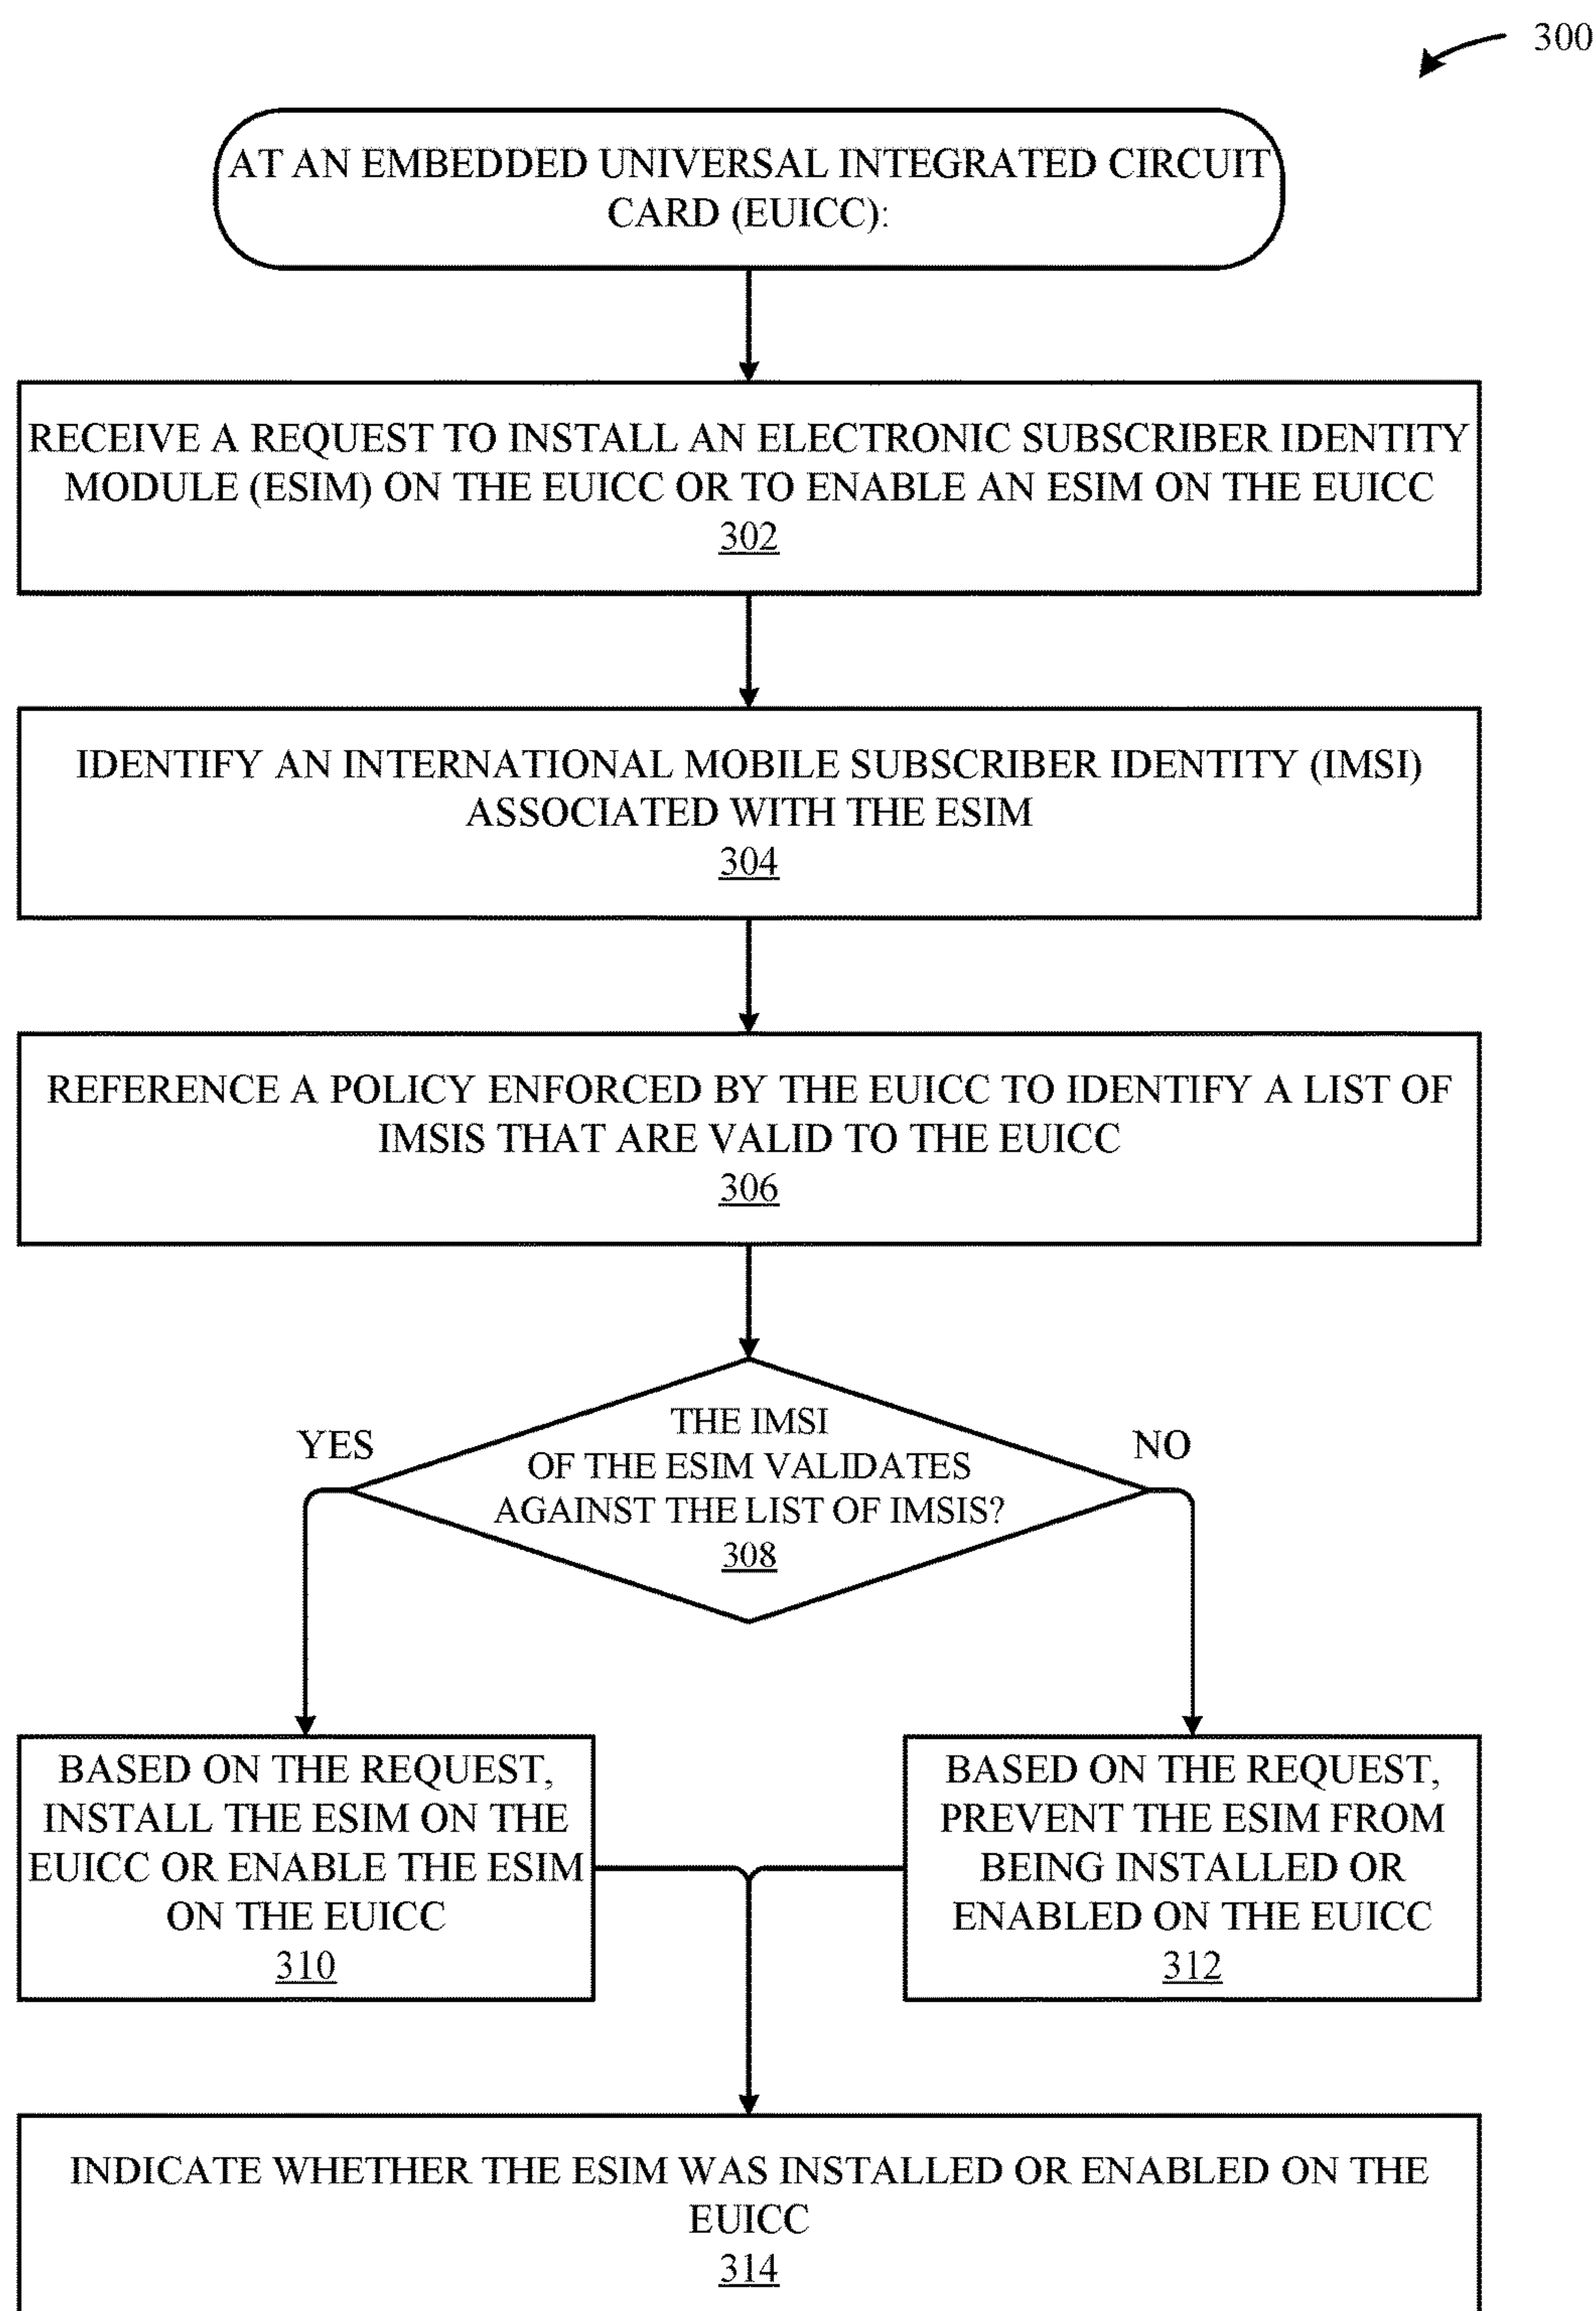 300
AT AN EMBEDDED UNIVERSAL INTEGRATED CIRCUIT
CARD (EUICC):
RECEIVE A REQUEST TO INSTALL AN ELECTRONIC SUBSCRIBER IDENTITY
MODULE (ESIM) ON THE EUICC OR TO ENABLE AN ESIM ON THE EUICC
302
IDENTIFY AN INTERNATIONAL MOBILE SUBSCRIBER IDENTITY (IMSI)
ASSOCIATED WITH THE ESIM
304
REFERENCE A POLICY ENFORCED BY THE EUICC TO IDENTIFY A LIST OF
IMSIS THAT ARE VALID TO THE EUICC
306
THE IMSI
OF THE ESIM VALIDATES
AGAINST THE LIST OF IMSIS?
308
YES
NO
BASED ON THE REQUEST,
INSTALL THE ESIM ON THE
EUICC OR ENABLE THE ESIM
ON THE EUICC
310
BASED ON THE REQUEST,
PREVENT THE ESIM FROM
BEING INSTALLED OR
ENABLED ON THE EUICC
312
INDICATE WHETHER THE ESIM WAS INSTALLED OR ENABLED ON THE
EUICC
314